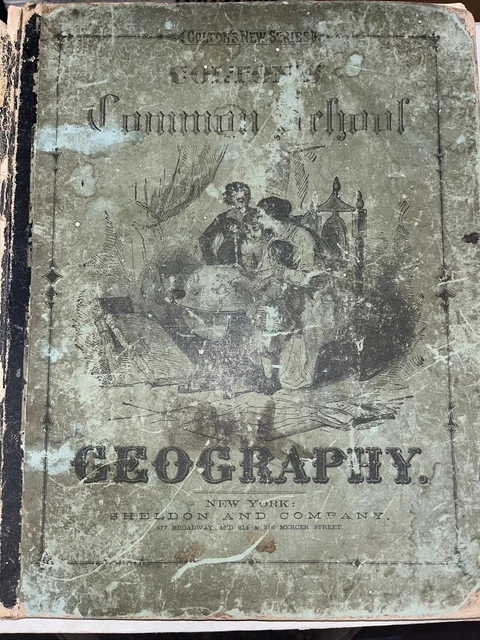 COLTON'S NEW SERIES
COLTON'S
Common School
GEOGRAPHY.
NEW YORK:
SHELDON AND COMPANY,
677 BROADWAY, AND 214 & 216 MERCER STREET.